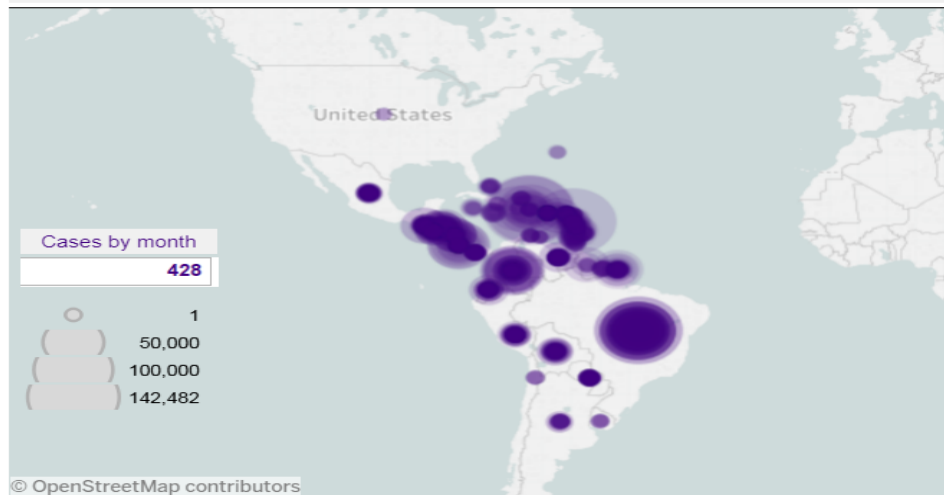 United States
Cases by month
428
1
50,000
100,000
142,482
© OpenStreetMap contributors